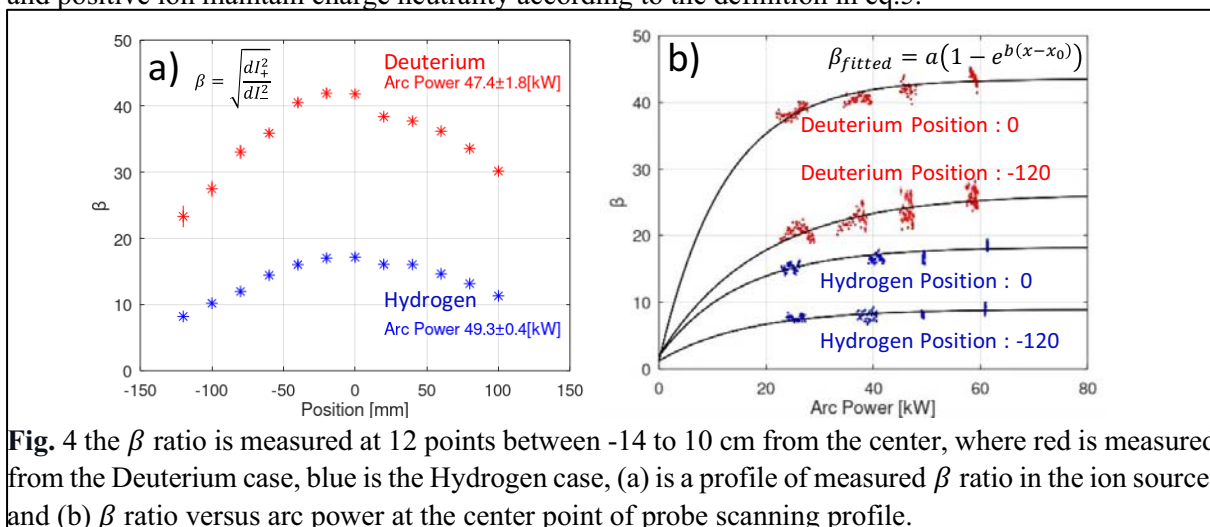 and positive ion maintain charge neutrality according to the definition in eq.5.
a)
β = √(dI₊²/dI₋²)
Deuterium
Arc Power 47.4±1.8[kW]
Hydrogen
Arc Power 49.3±0.4[kW]
β
50
40
30
20
10
0
-150 -100 -50 0 50 100 150
Position [mm]
b)
β_fitted = a(1 − e^{b(x−x₀)})
Deuterium Position : 0
Deuterium Position : -120
Hydrogen Position : 0
Hydrogen Position : -120
β
50
40
30
20
10
0
0 20 40 60 80
Arc Power [kW]
Fig. 4 the β ratio is measured at 12 points between -14 to 10 cm from the center, where red is measured
from the Deuterium case, blue is the Hydrogen case, (a) is a profile of measured β ratio in the ion source
and (b) β ratio versus arc power at the center point of probe scanning profile.